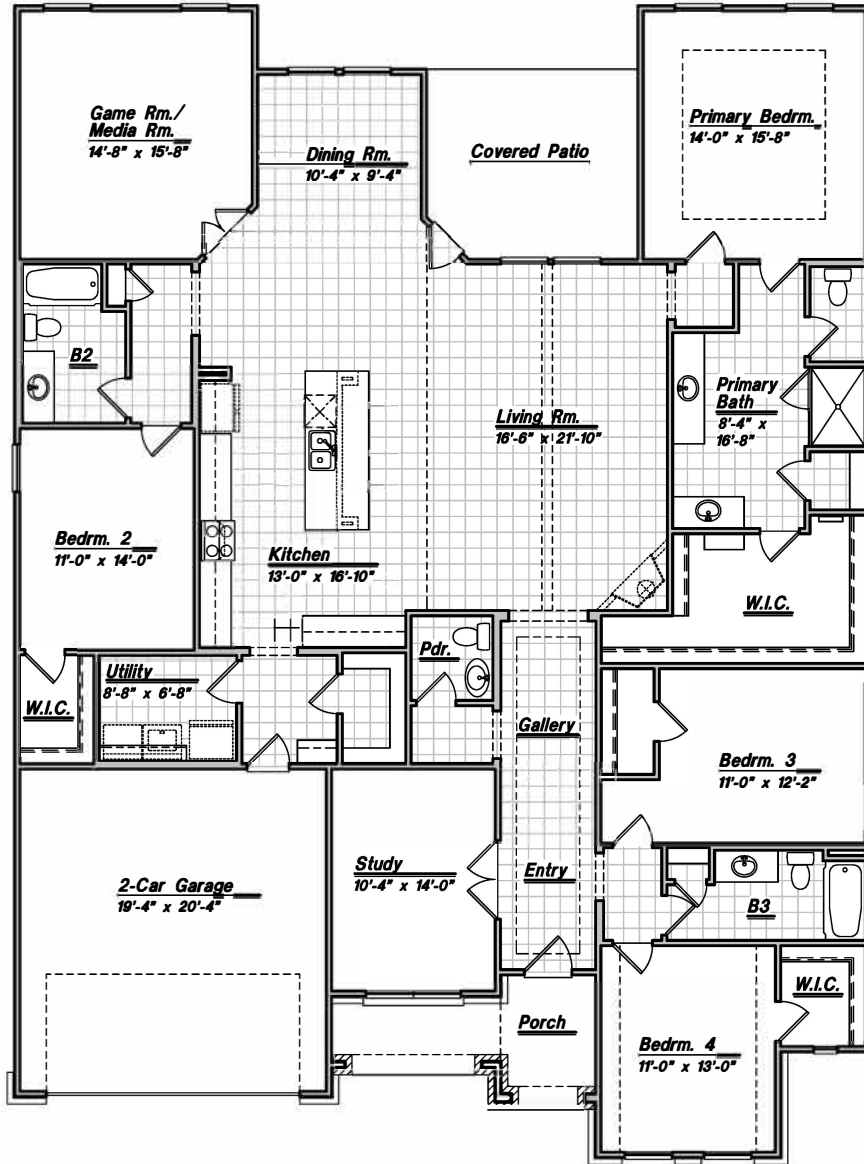 Game Rm./
Media Rm.
14'-8" x 15'-8"
Dining Rm.
10'-4" x 9'-4"
Covered Patio
Primary Bedrm.
14'-0" x 15'-8"
B2
Primary
Bath
8'-4" x
16'-8"
Living Rm.
16'-6" x 21'-10"
Bedrm. 2
11'-0" x 14'-0"
Kitchen
13'-0" x 16'-10"
W.I.C.
Pdr.
Utility
8'-8" x 6'-8"
W.I.C.
Gallery
Bedrm. 3
11'-0" x 12'-2"
2-Car Garage
19'-4" x 20'-4"
Study
10'-4" x 14'-0"
Entry
B3
W.I.C.
Porch
Bedrm. 4
11'-0" x 13'-0"